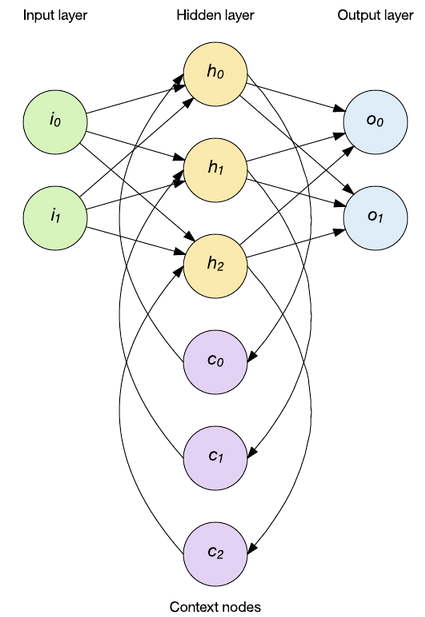 Input layer
Hidden layer
Output layer
h0
i0
o0
h1
i1
o1
h2
c0
c1
c2
Context nodes